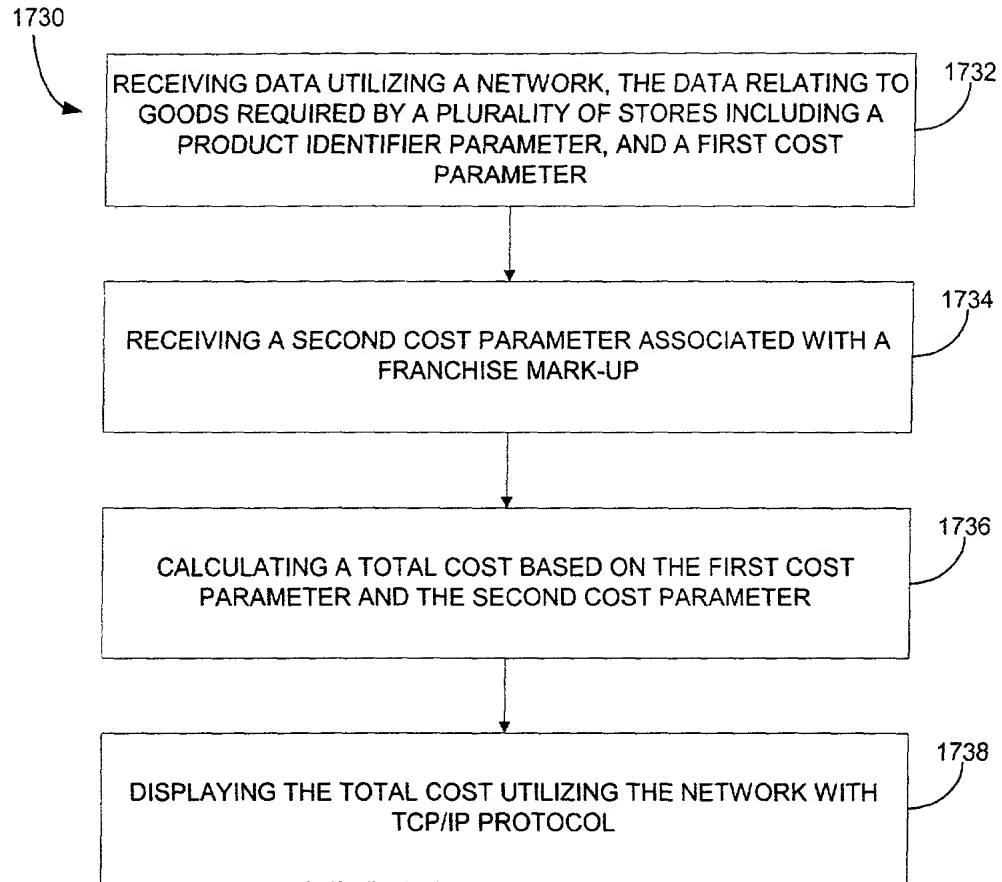 1730
RECEIVING DATA UTILIZING A NETWORK, THE DATA RELATING TO
GOODS REQUIRED BY A PLURALITY OF STORES INCLUDING A
PRODUCT IDENTIFIER PARAMETER, AND A FIRST COST
PARAMETER
1732
RECEIVING A SECOND COST PARAMETER ASSOCIATED WITH A
FRANCHISE MARK-UP
1734
CALCULATING A TOTAL COST BASED ON THE FIRST COST
PARAMETER AND THE SECOND COST PARAMETER
1736
DISPLAYING THE TOTAL COST UTILIZING THE NETWORK WITH
TCP/IP PROTOCOL
1738